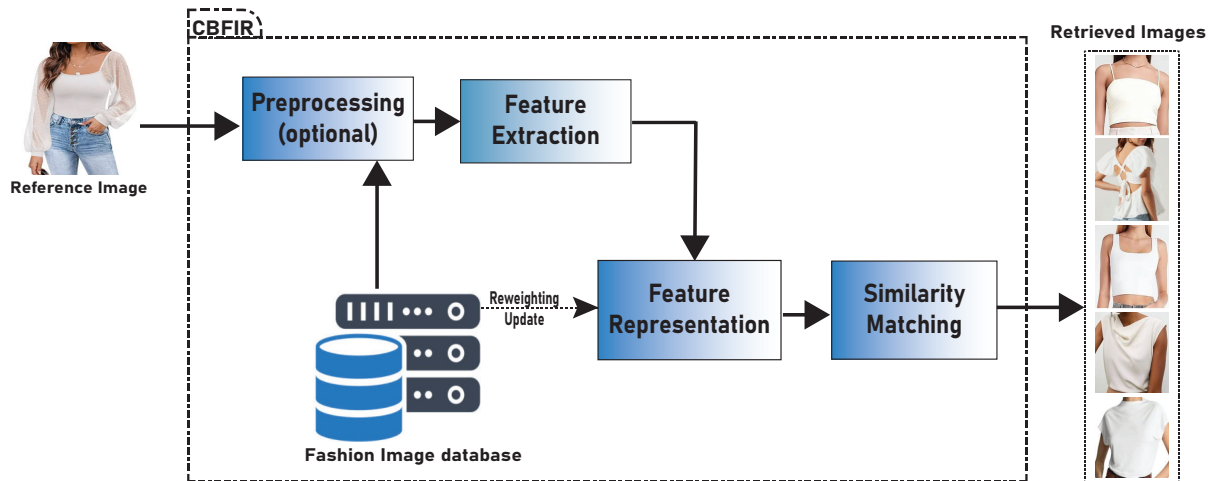 CBFIR
Retrieved Images
Preprocessing
(optional)
Feature
Extraction
Reference Image
Reweighting
Update
Feature
Representation
Similarity
Matching
Fashion Image database